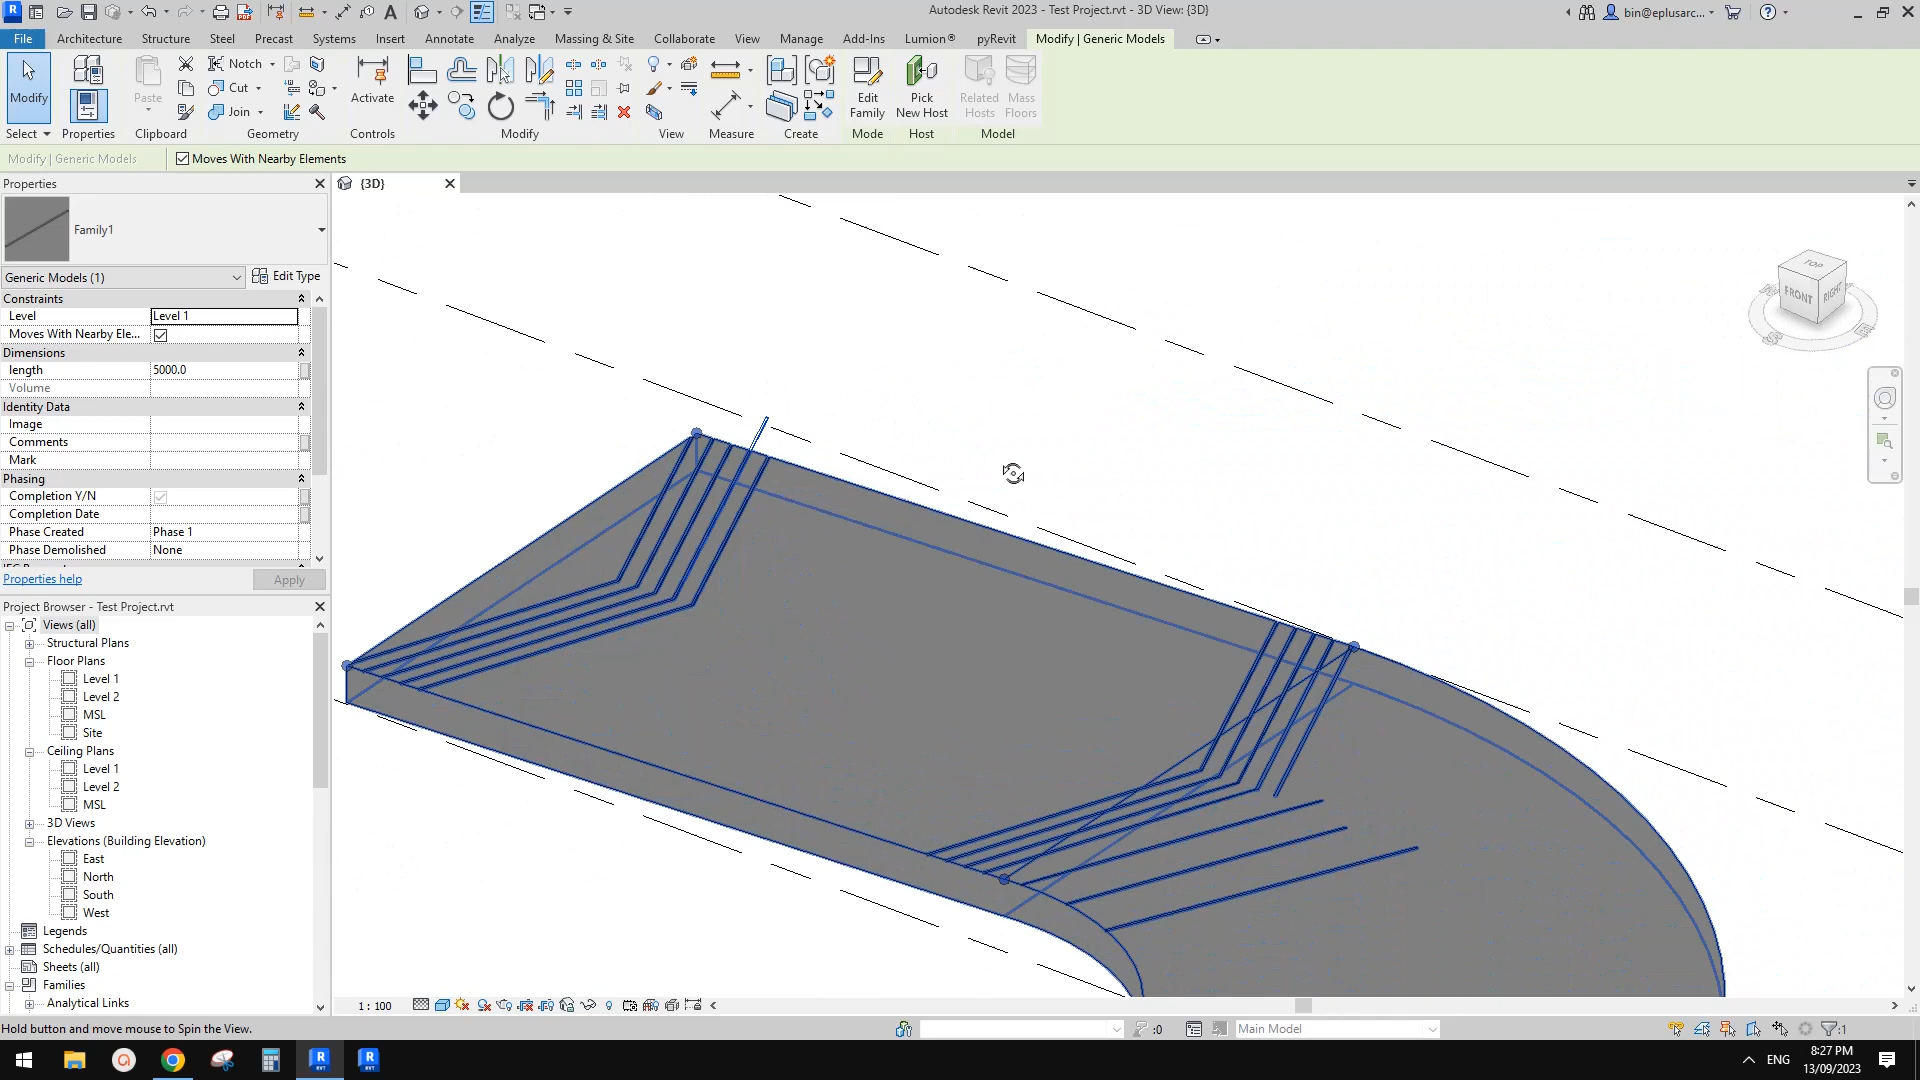 Autodesk Revit 2023 - Test Project.rvt - 3D View: {3D}
bin@eplusarc...
File
Architecture
Structure
Steel
Precast
Systems
Insert
Annotate
Analyze
Massing & Site
Collaborate
View
Manage
Add-Ins
Lumion®
pyRevit
Modify | Generic Models
Modify
Paste
Notch
Cut
Join
Activate
Edit
Family
Pick
New Host
Related
Hosts
Mass
Floors
Select
Properties
Clipboard
Geometry
Controls
Modify
View
Measure
Create
Mode
Host
Model
Modify | Generic Models
Moves With Nearby Elements
Properties
{3D}
Family1
Generic Models (1)
Edit Type
Constraints
Level
Level 1
Moves With Nearby Ele...
Dimensions
length
5000.0
Volume
Identity Data
Image
Comments
Mark
Phasing
Completion Y/N
Completion Date
Phase Created
Phase 1
Phase Demolished
None
Properties help
Apply
TOP
FRONT
RIGHT
Project Browser - Test Project.rvt
Views (all)
Structural Plans
Floor Plans
Level 1
Level 2
MSL
Site
Ceiling Plans
Level 1
Level 2
MSL
3D Views
Elevations (Building Elevation)
East
North
South
West
Legends
Schedules/Quantities (all)
Sheets (all)
Families
Analytical Links
1 : 100
Hold button and move mouse to Spin the View.
:0
Main Model
:1
ENG
8:27 PM
13/09/2023